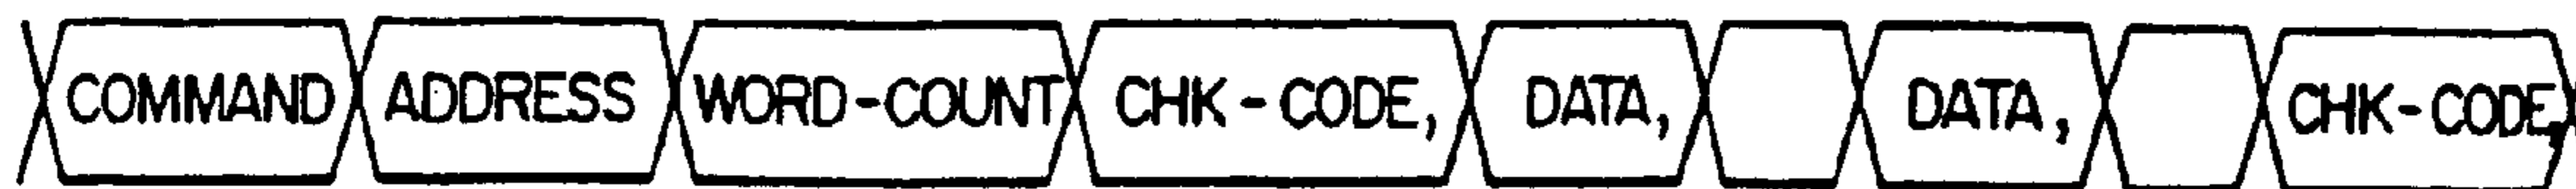 COMMAND ADDRESS WORD-COUNT CHK-CODE, DATA, DATA, CHK-CODE,